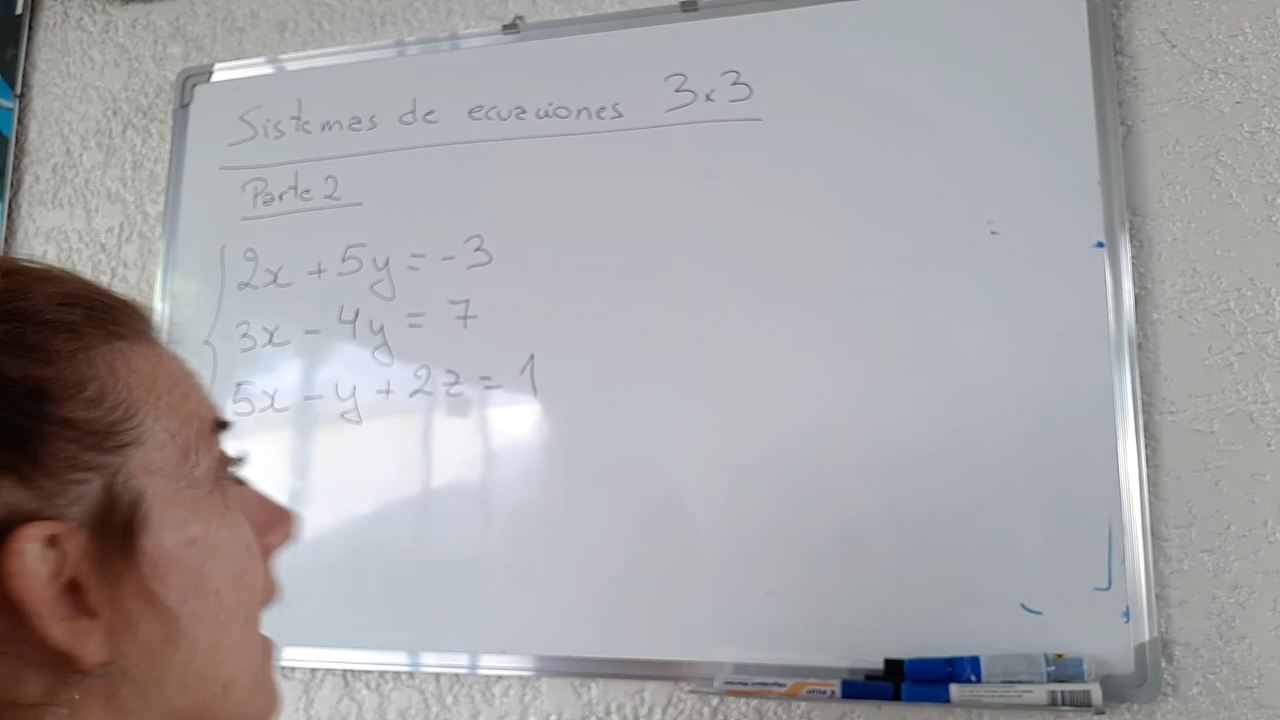 Sistemas de ecuaciones 3x3
Parte 2
2x + 5y = -3
3x - 4y = 7
5x - y + 2z = 1